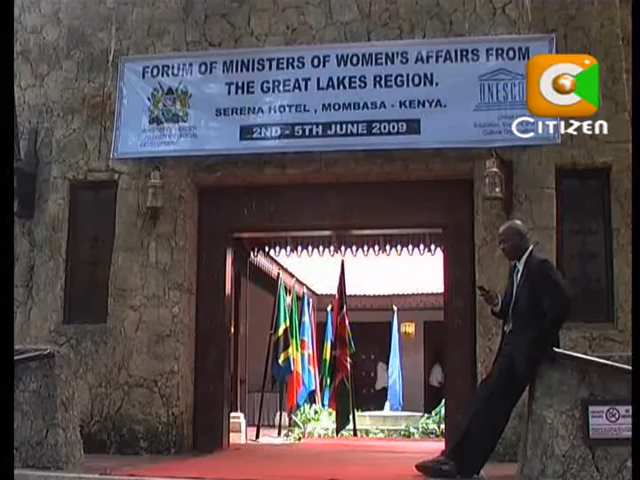 FORUM OF MINISTERS OF WOMEN'S AFFAIRS FROM
THE GREAT LAKES REGION.
SERENA HOTEL , MOMBASA - KENYA.
2ND - 5TH JUNE 2009
UNESCO
CITIZEN